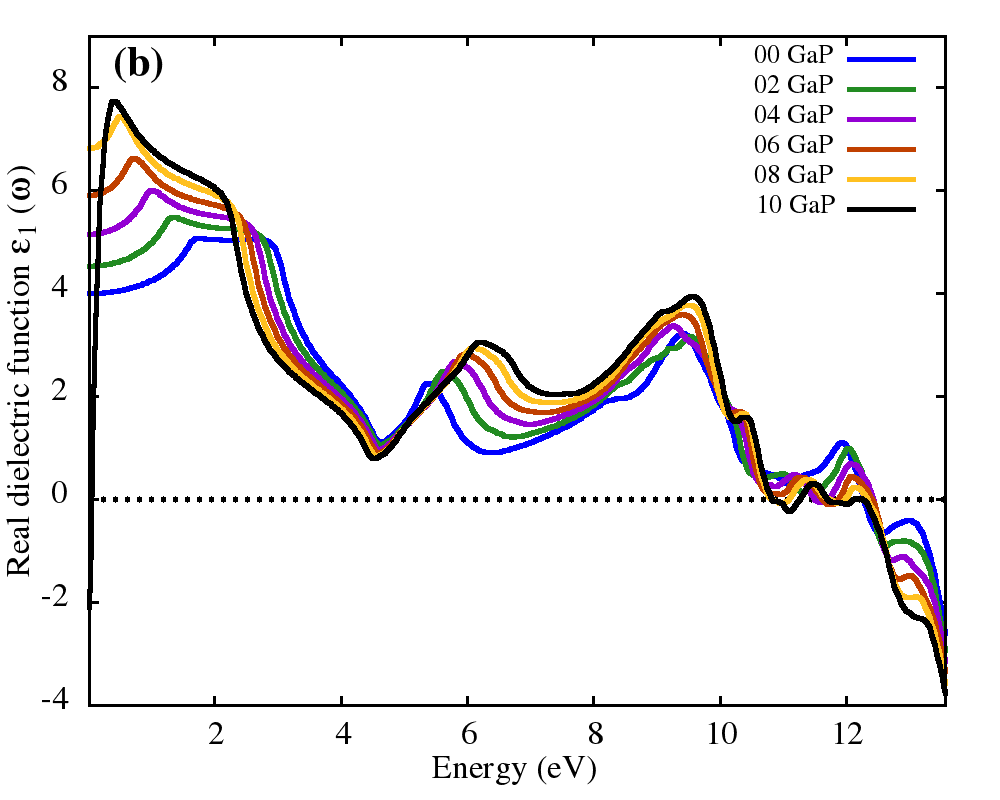 (b)
00 GaP
02 GaP
04 GaP
06 GaP
08 GaP
10 GaP
Real dielectric function ε1 (ω)
8
6
4
2
0
-2
-4
2 4 6 8 10 12
Energy (eV)